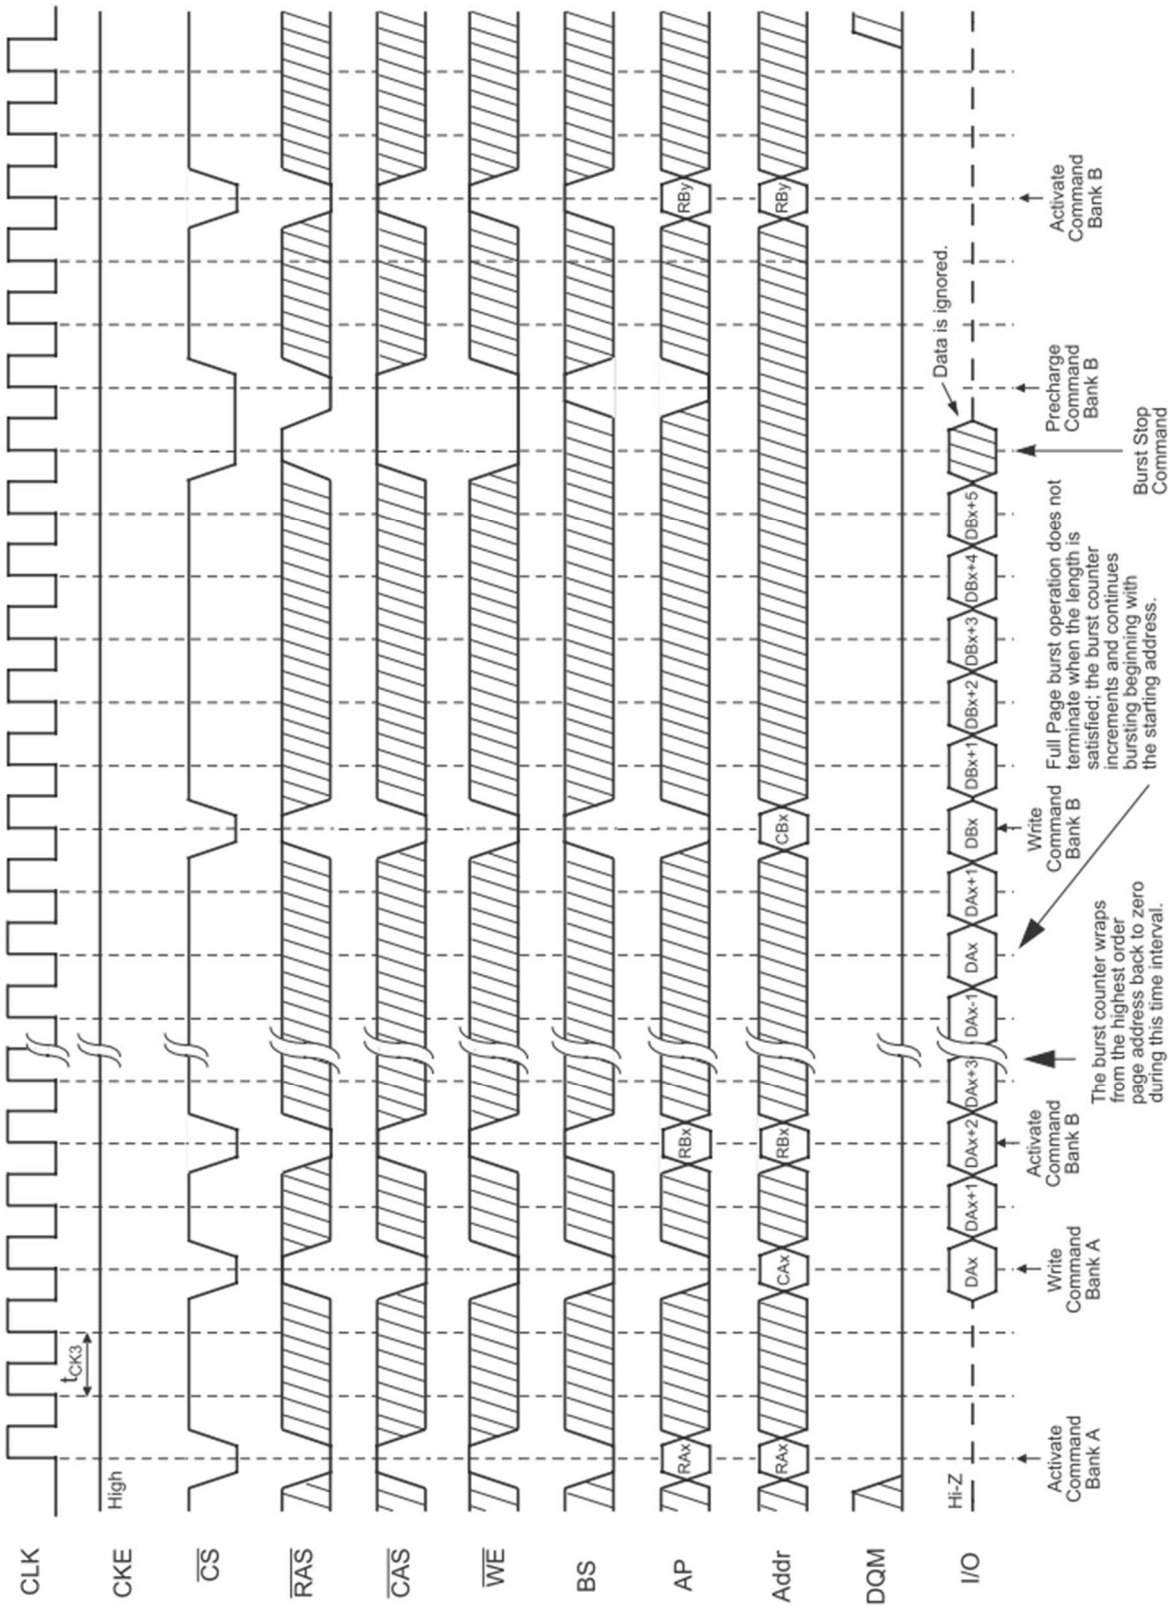 CLK
tCK3
CKE
High
CS
RAS
CAS
WE
BS
AP
RAx
RBx
RBy
Addr
RAx
CAx
RBx
CBx
RBy
DQM
I/O
Hi-Z
DAx
DAx+1
DAx+2
DAx+3
DAx-1
DAx
DAx+1
DBx
DBx+1
DBx+2
DBx+3
DBx+4
DBx+5
Data is ignored.
Activate
Command
Bank A
Write
Command
Bank A
Activate
Command
Bank B
The burst counter wraps
from the highest order
page address back to zero
during this time interval.
Write
Command
Bank B
Full Page burst operation does not
terminate when the length is
satisfied; the burst counter
increments and continues
bursting beginning with
the starting address.
Burst Stop
Command
Precharge
Command
Bank B
Activate
Command
Bank B